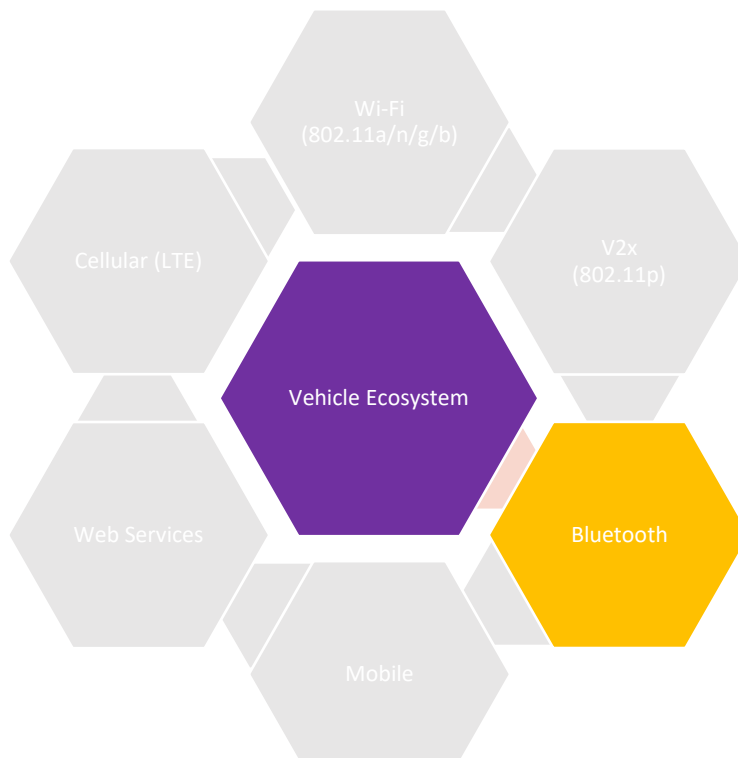 Wi-Fi
(802.11a/n/g/b)
Cellular (LTE)
V2x
(802.11p)
Vehicle Ecosystem
Web Services
Bluetooth
Mobile